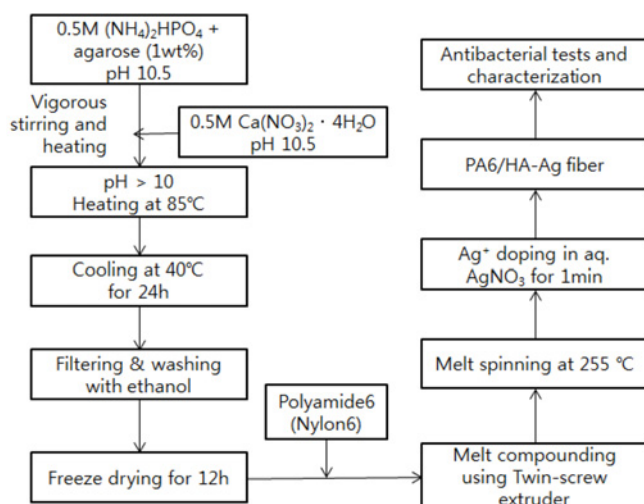 0.5M (NH₄)₂HPO₄ +
agarose (1wt%)
pH 10.5
Vigorous
stirring and
heating
0.5M Ca(NO₃)₂ · 4H₂O
pH 10.5
pH > 10
Heating at 85℃
Cooling at 40℃
for 24h
Filtering & washing
with ethanol
Freeze drying for 12h
Polyamide6
(Nylon6)
Melt compounding
using Twin-screw
extruder
Melt spinning at 255 ℃
Ag⁺ doping in aq.
AgNO₃ for 1min
PA6/HA-Ag fiber
Antibacterial tests and
characterization